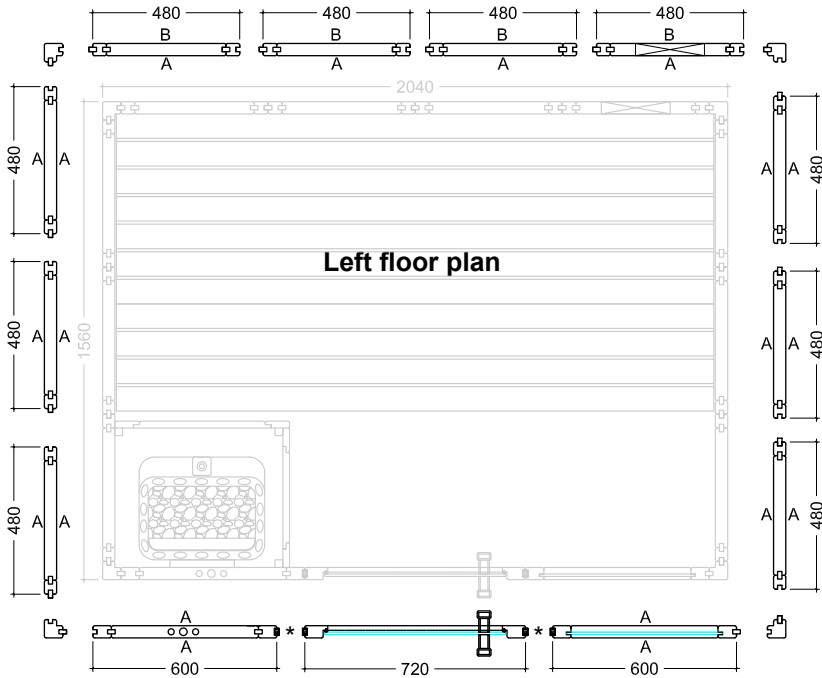 480 480 480 480
B B B B
A A A A
2040
480 A A A A 480
Left floor plan
480 A A A A 480
1560
480 A A A A 480
A * * A
A A
600 720 600